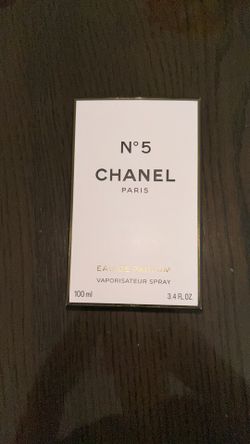 N°5
CHANEL
PARIS
EAU DE PARFUM
VAPORISATEUR SPRAY
100 ml 3.4 FL. OZ.